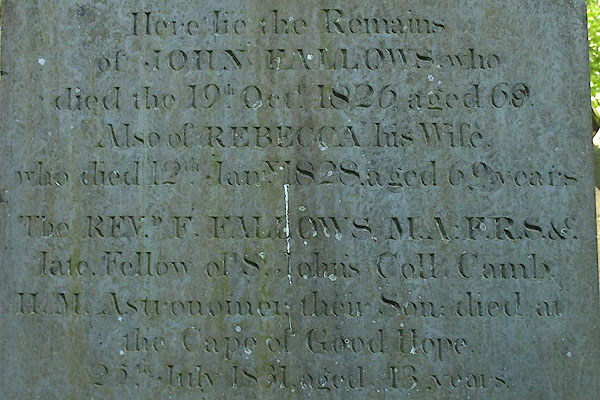 Here lie the Remains
of JOHN FALLOWS, who
died the 19th Octr. 1826 aged
Also of REBECCA his Wife,
who died 12th Jany. 1828, aged 69 years
The REV.D F. FALLOWS, M.A: F.R.S. &c.
late Fellow of St. Johns Coll. Camb.
H.M. Astronomer; their Son; died at
the Cape of Good Hope,
25th July 1831, aged 43 years.